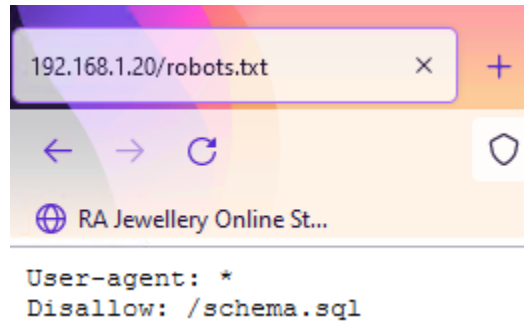 192.168.1.20/robots.txt
RA Jewellery Online St...
User-agent: *
Disallow: /schema.sql